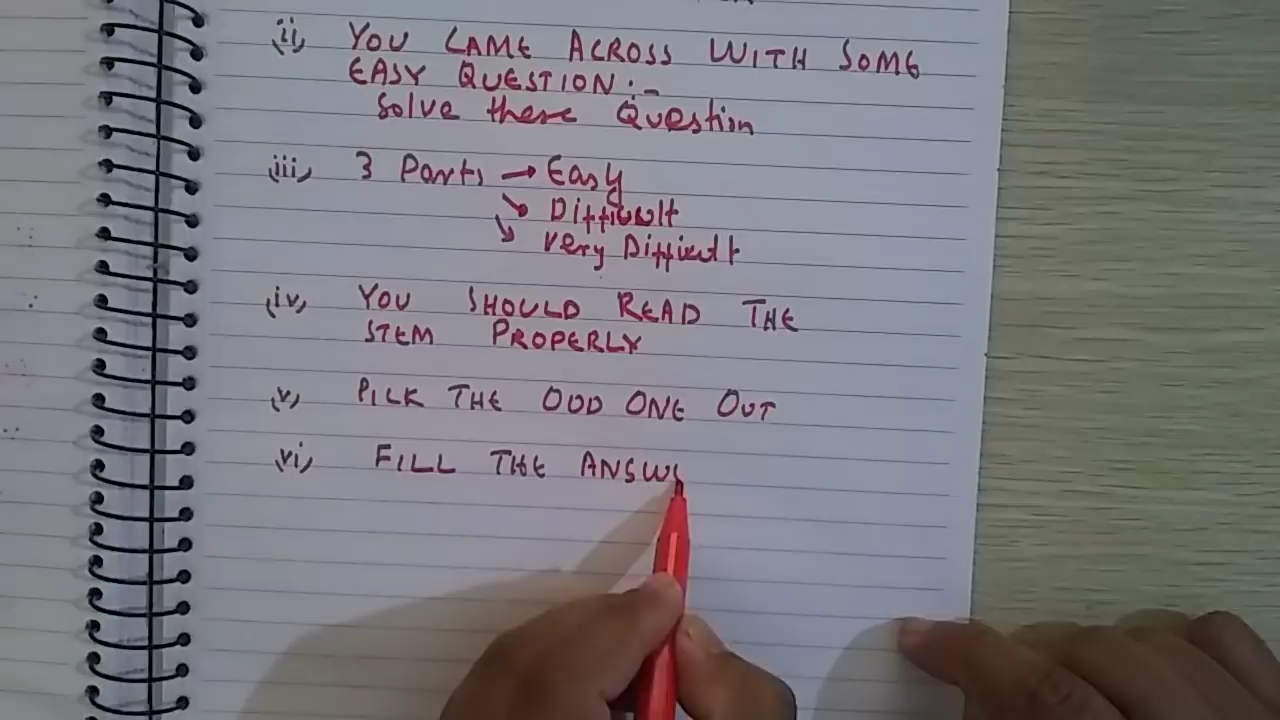 ii) YOU CAME ACROSS WITH SOME
EASY QUESTION :-
Solve these Question
iii) 3 Parts → Easy
↘ Difficult
↘ Very Difficult
iv) YOU SHOULD READ THE
STEM PROPERLY
v) PICK THE ODD ONE OUT
vi) FILL THE ANSWE